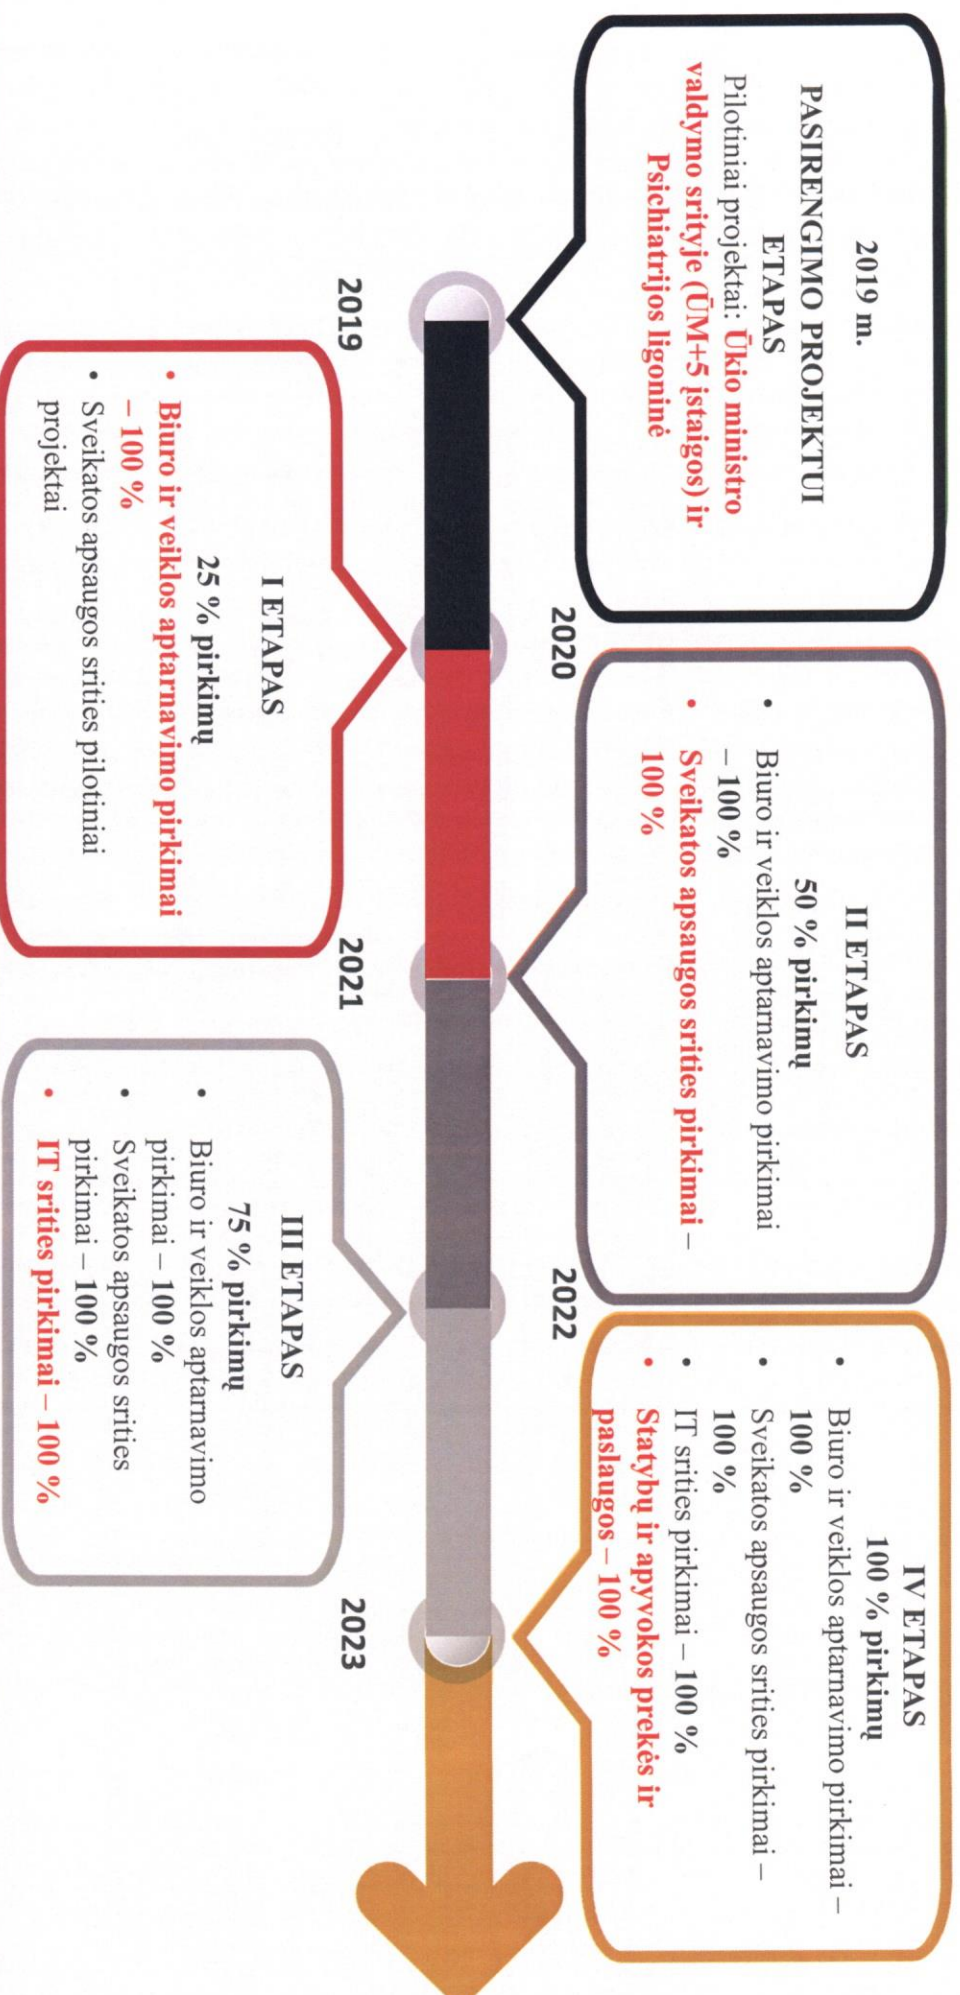 2019 m.
PASIRENGIMO PROJEKTUI
ETAPAS
Pilotiniai projektai: Ūkio ministro
valdymo srityje (ŪM+5 įstaigos) ir
Psichiatrijos ligoninė
II ETAPAS
50 % pirkimų
• Biuro ir veiklos aptarnavimo pirkimai
– 100 %
• Sveikatos apsaugos srities pirkimai –
100 %
IV ETAPAS
100 % pirkimų
• Biuro ir veiklos aptarnavimo pirkimai –
100 %
• Sveikatos apsaugos srities pirkimai –
100 %
• IT srities pirkimai – 100 %
• Statybų ir apyvokos prekės ir
paslaugos – 100 %
2020
2022
2019
2021
2023
I ETAPAS
25 % pirkimų
• Biuro ir veiklos aptarnavimo pirkimai
– 100 %
• Sveikatos apsaugos srities pilotiniai
projektai
III ETAPAS
75 % pirkimų
• Biuro ir veiklos aptarnavimo
pirkimai – 100 %
• Sveikatos apsaugos srities
pirkimai – 100 %
• IT srities pirkimai – 100 %